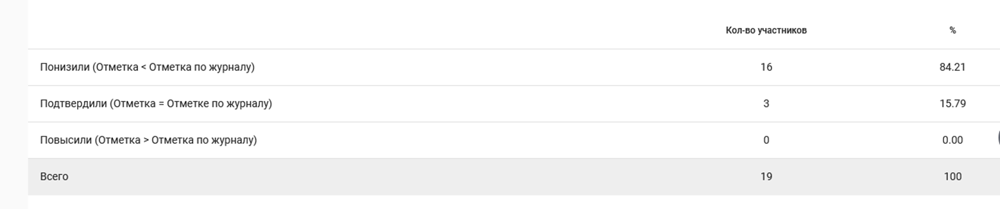 Кол-во участников %
Понизили (Отметка < Отметка по журналу) 16 84.21
Подтвердили (Отметка = Отметке по журналу) 3 15.79
Повысили (Отметка > Отметка по журналу) 0 0.00
Всего 19 100